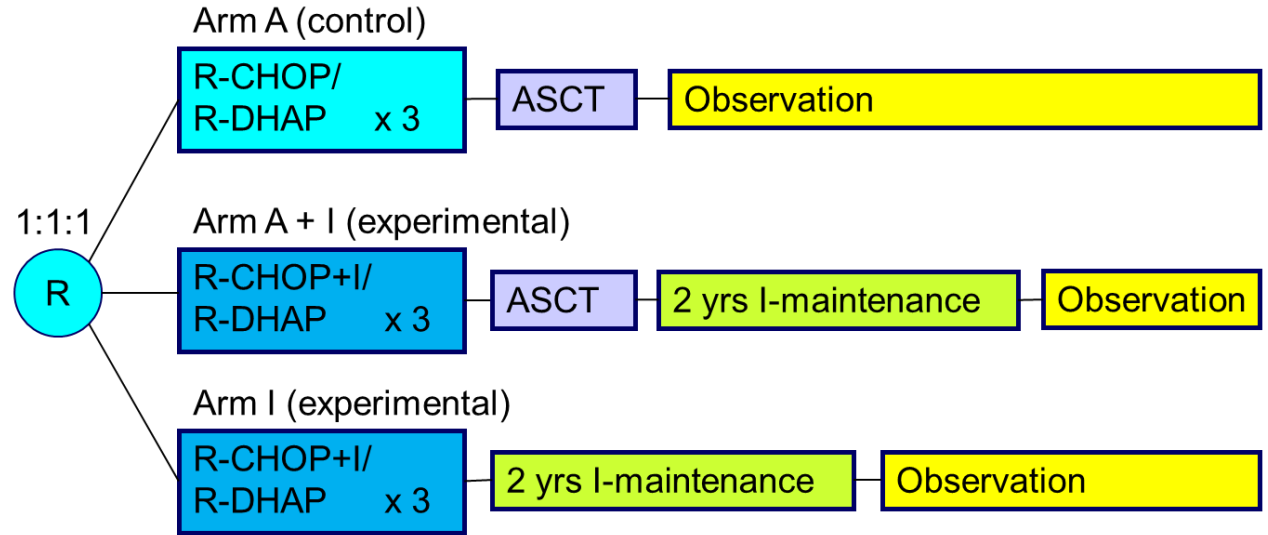 Arm A (control)
R-CHOP/
R-DHAP x 3
ASCT
Observation
1:1:1
R
Arm A + I (experimental)
R-CHOP+I/
R-DHAP x 3
ASCT
2 yrs I-maintenance
Observation
Arm I (experimental)
R-CHOP+I/
R-DHAP x 3
2 yrs I-maintenance
Observation